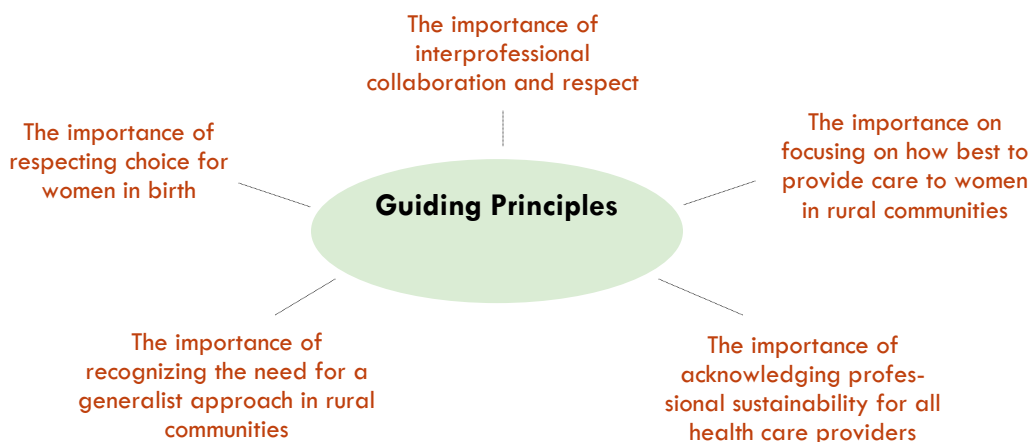 The importance of
interprofessional
collaboration and respect
The importance of
respecting choice for
women in birth
The importance on
focusing on how best to
provide care to women
in rural communities
Guiding Principles
The importance of
recognizing the need for a
generalist approach in rural
communities
The importance of
acknowledging profes-
sional sustainability for all
health care providers